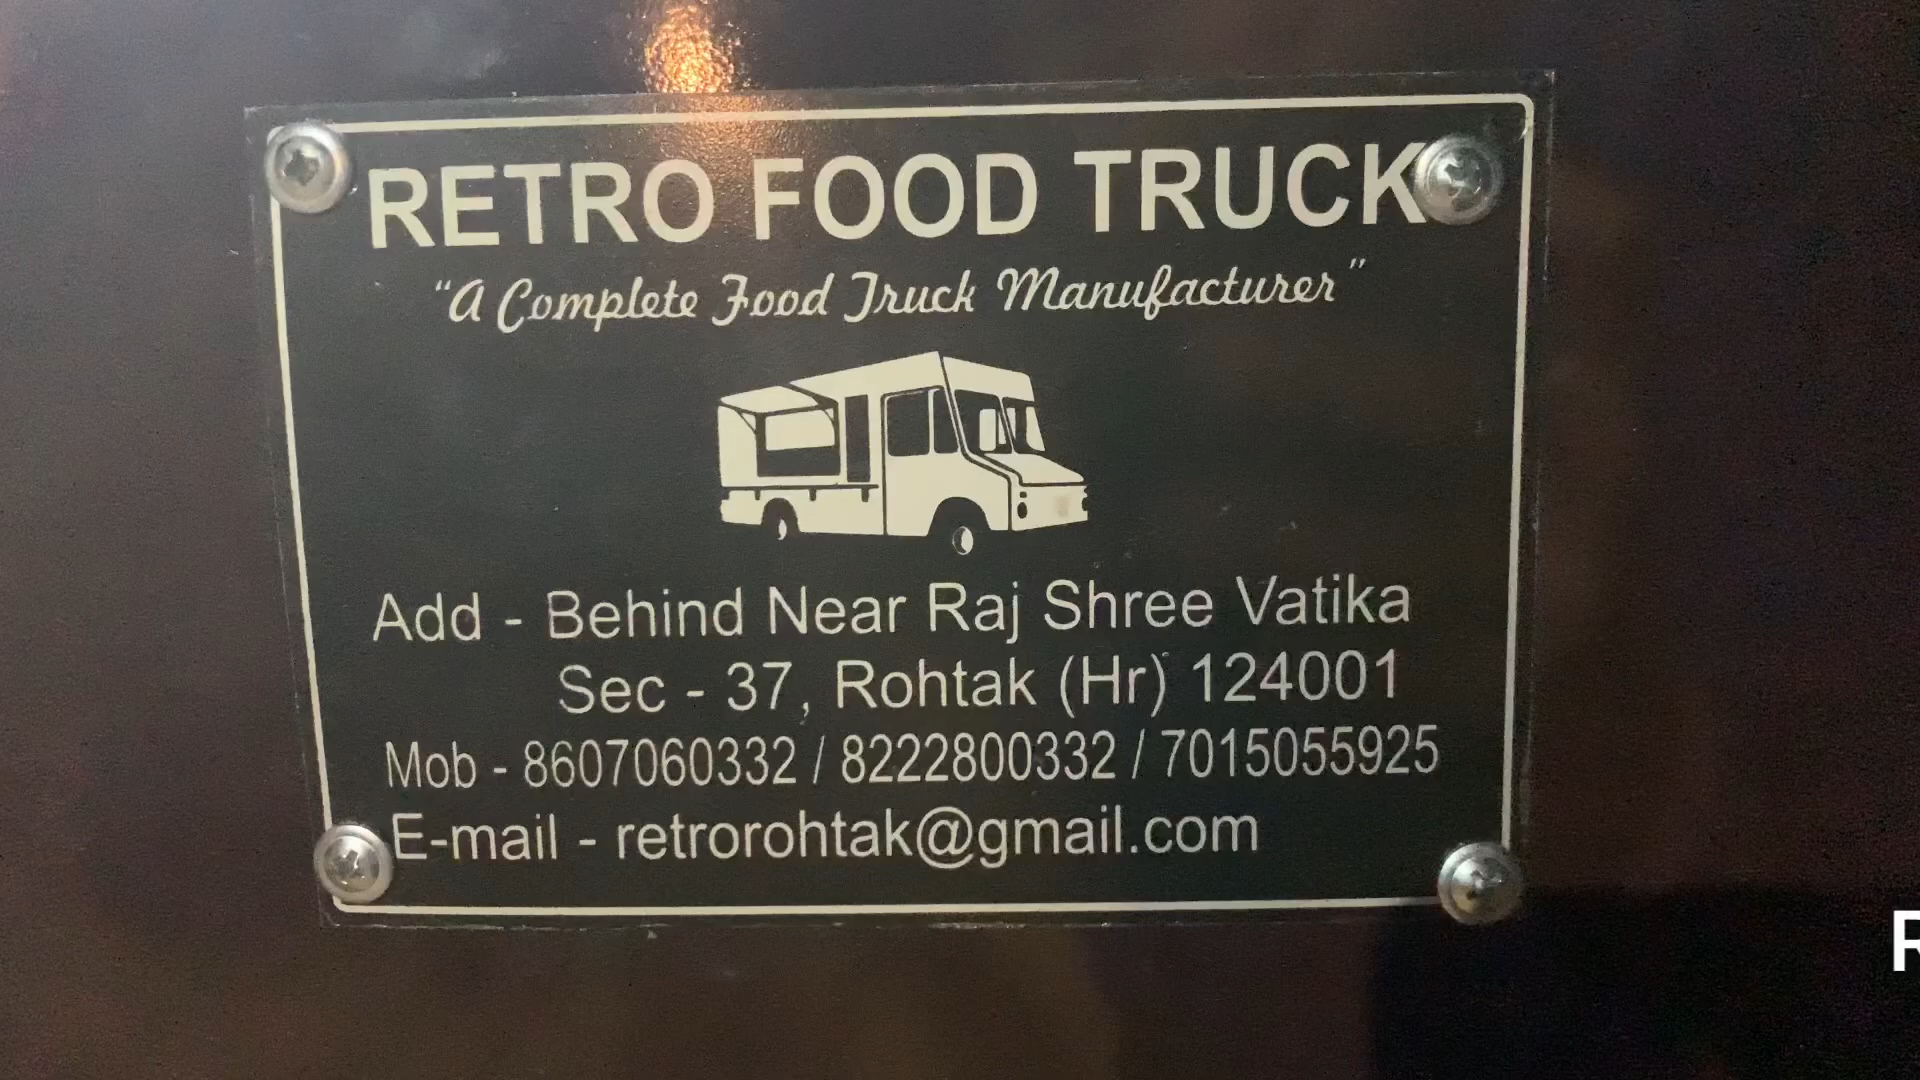 RETRO FOOD TRUCK
"A Complete Food Truck Manufacturer"
Add - Behind Near Raj Shree Vatika
Sec - 37, Rohtak (Hr) 124001
Mob - 8607060332 / 8222800332 / 7015055925
E-mail - retrorohtak@gmail.com